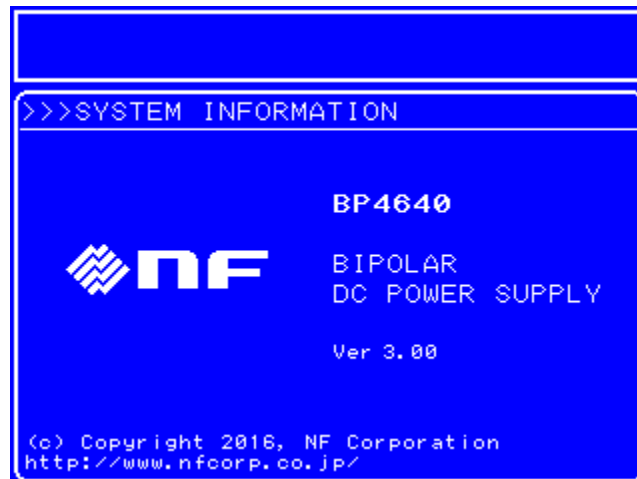 >>>SYSTEM INFORMATION
BP4640
nF
BIPOLAR
DC POWER SUPPLY
Ver 3.00
(c) Copyright 2016, NF Corporation
http://www.nfcorp.co.jp/